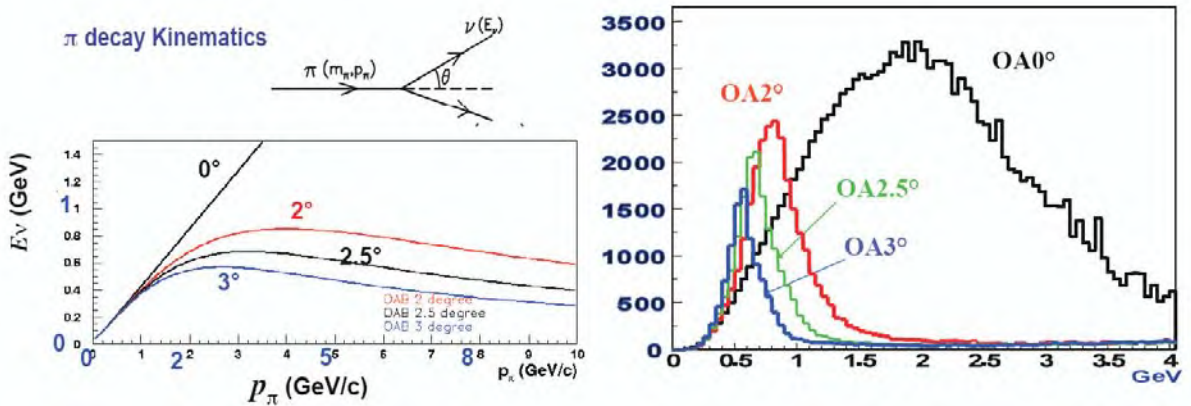 π decay Kinematics
ν(Eν)
π (mπ,pπ)
θ
Eν (GeV)
1.4
1.2
1
1
0.8
0.6
0.4
0.2
0
0
0°
2°
2.5°
3°
OAB 2 degree
OAB 2.5 degree
OAB 3 degree
0 1 2 3 4 5 6 7 8 9 10
0 2 5 8
pπ (GeV/c)
pπ (GeV/c)
3500
3000
2500
2000
1500
1000
500
0
OA0°
OA2°
OA2.5°
OA3°
0 0.5 1 1.5 2 2.5 3 3.5 4
GeV